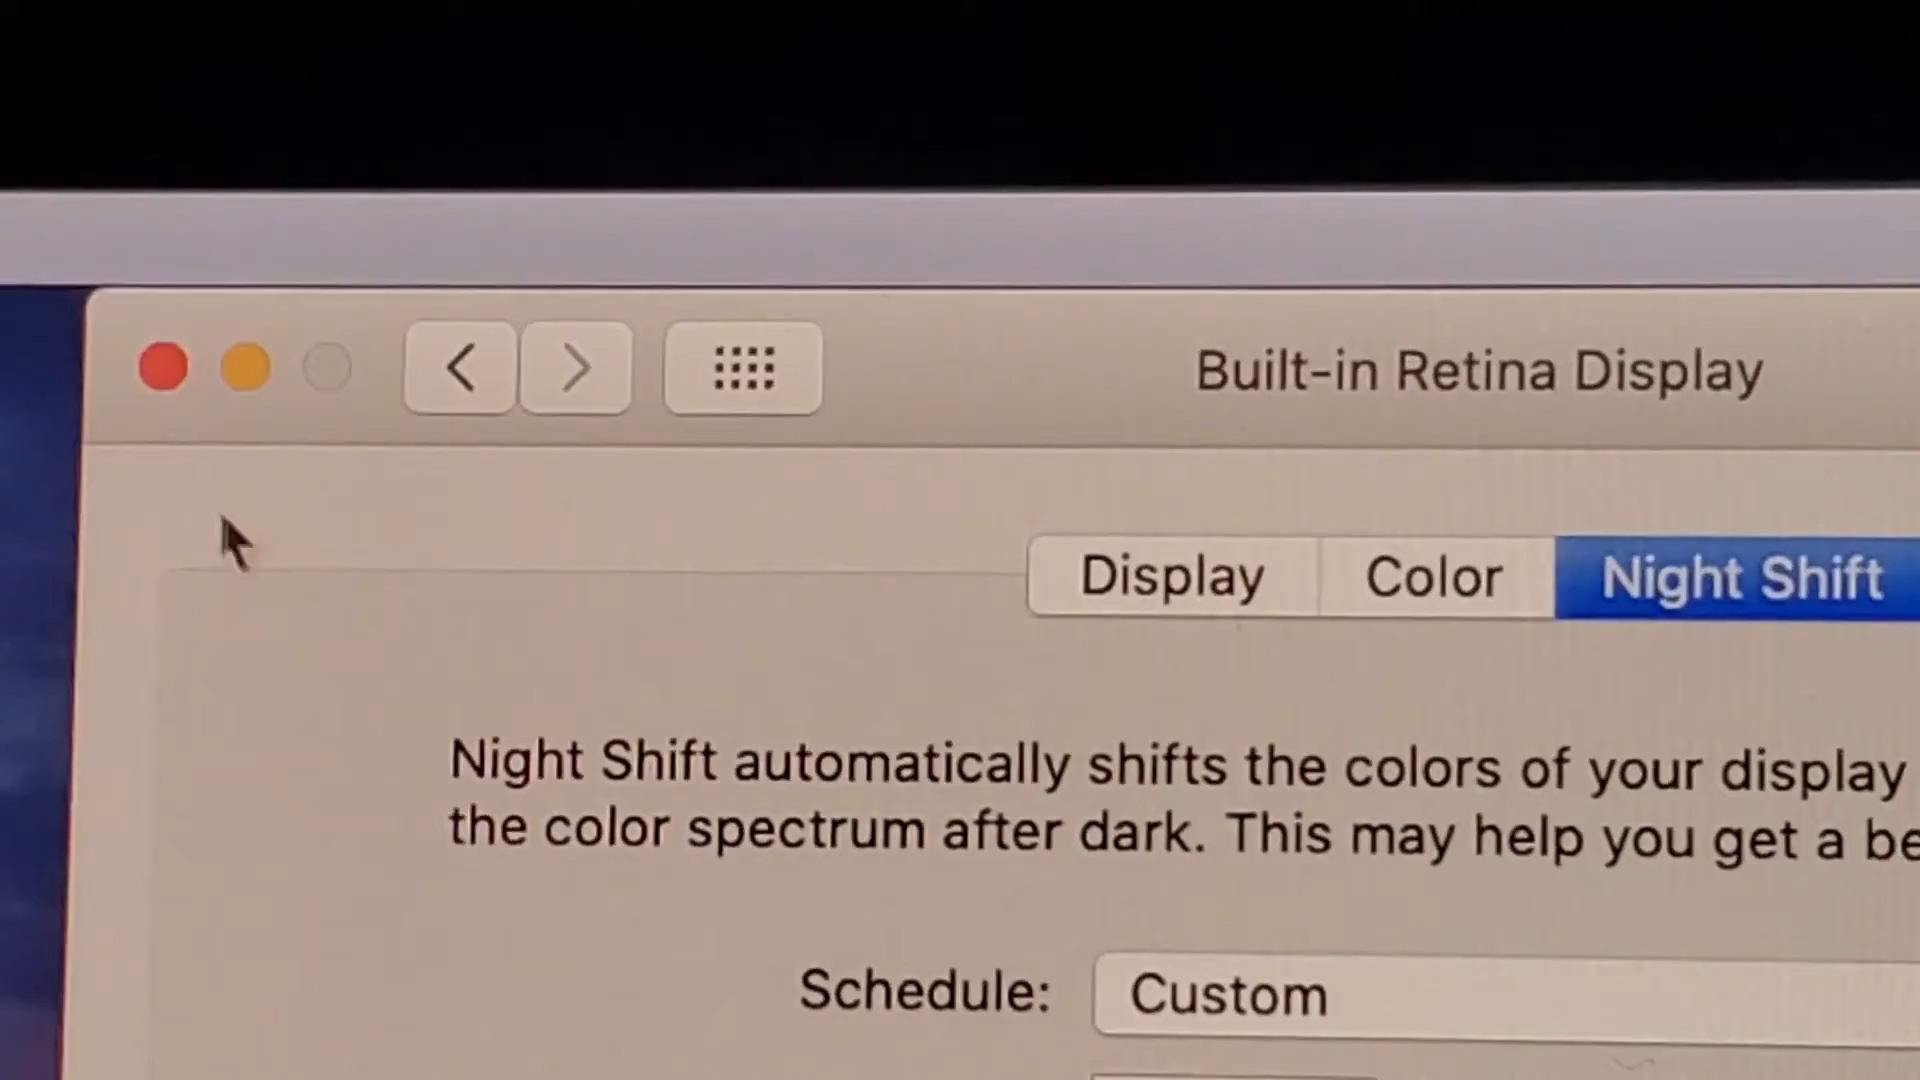 Built-in Retina Display
Display Color Night Shift
Night Shift automatically shifts the colors of your display
the color spectrum after dark. This may help you get a be
Schedule: Custom